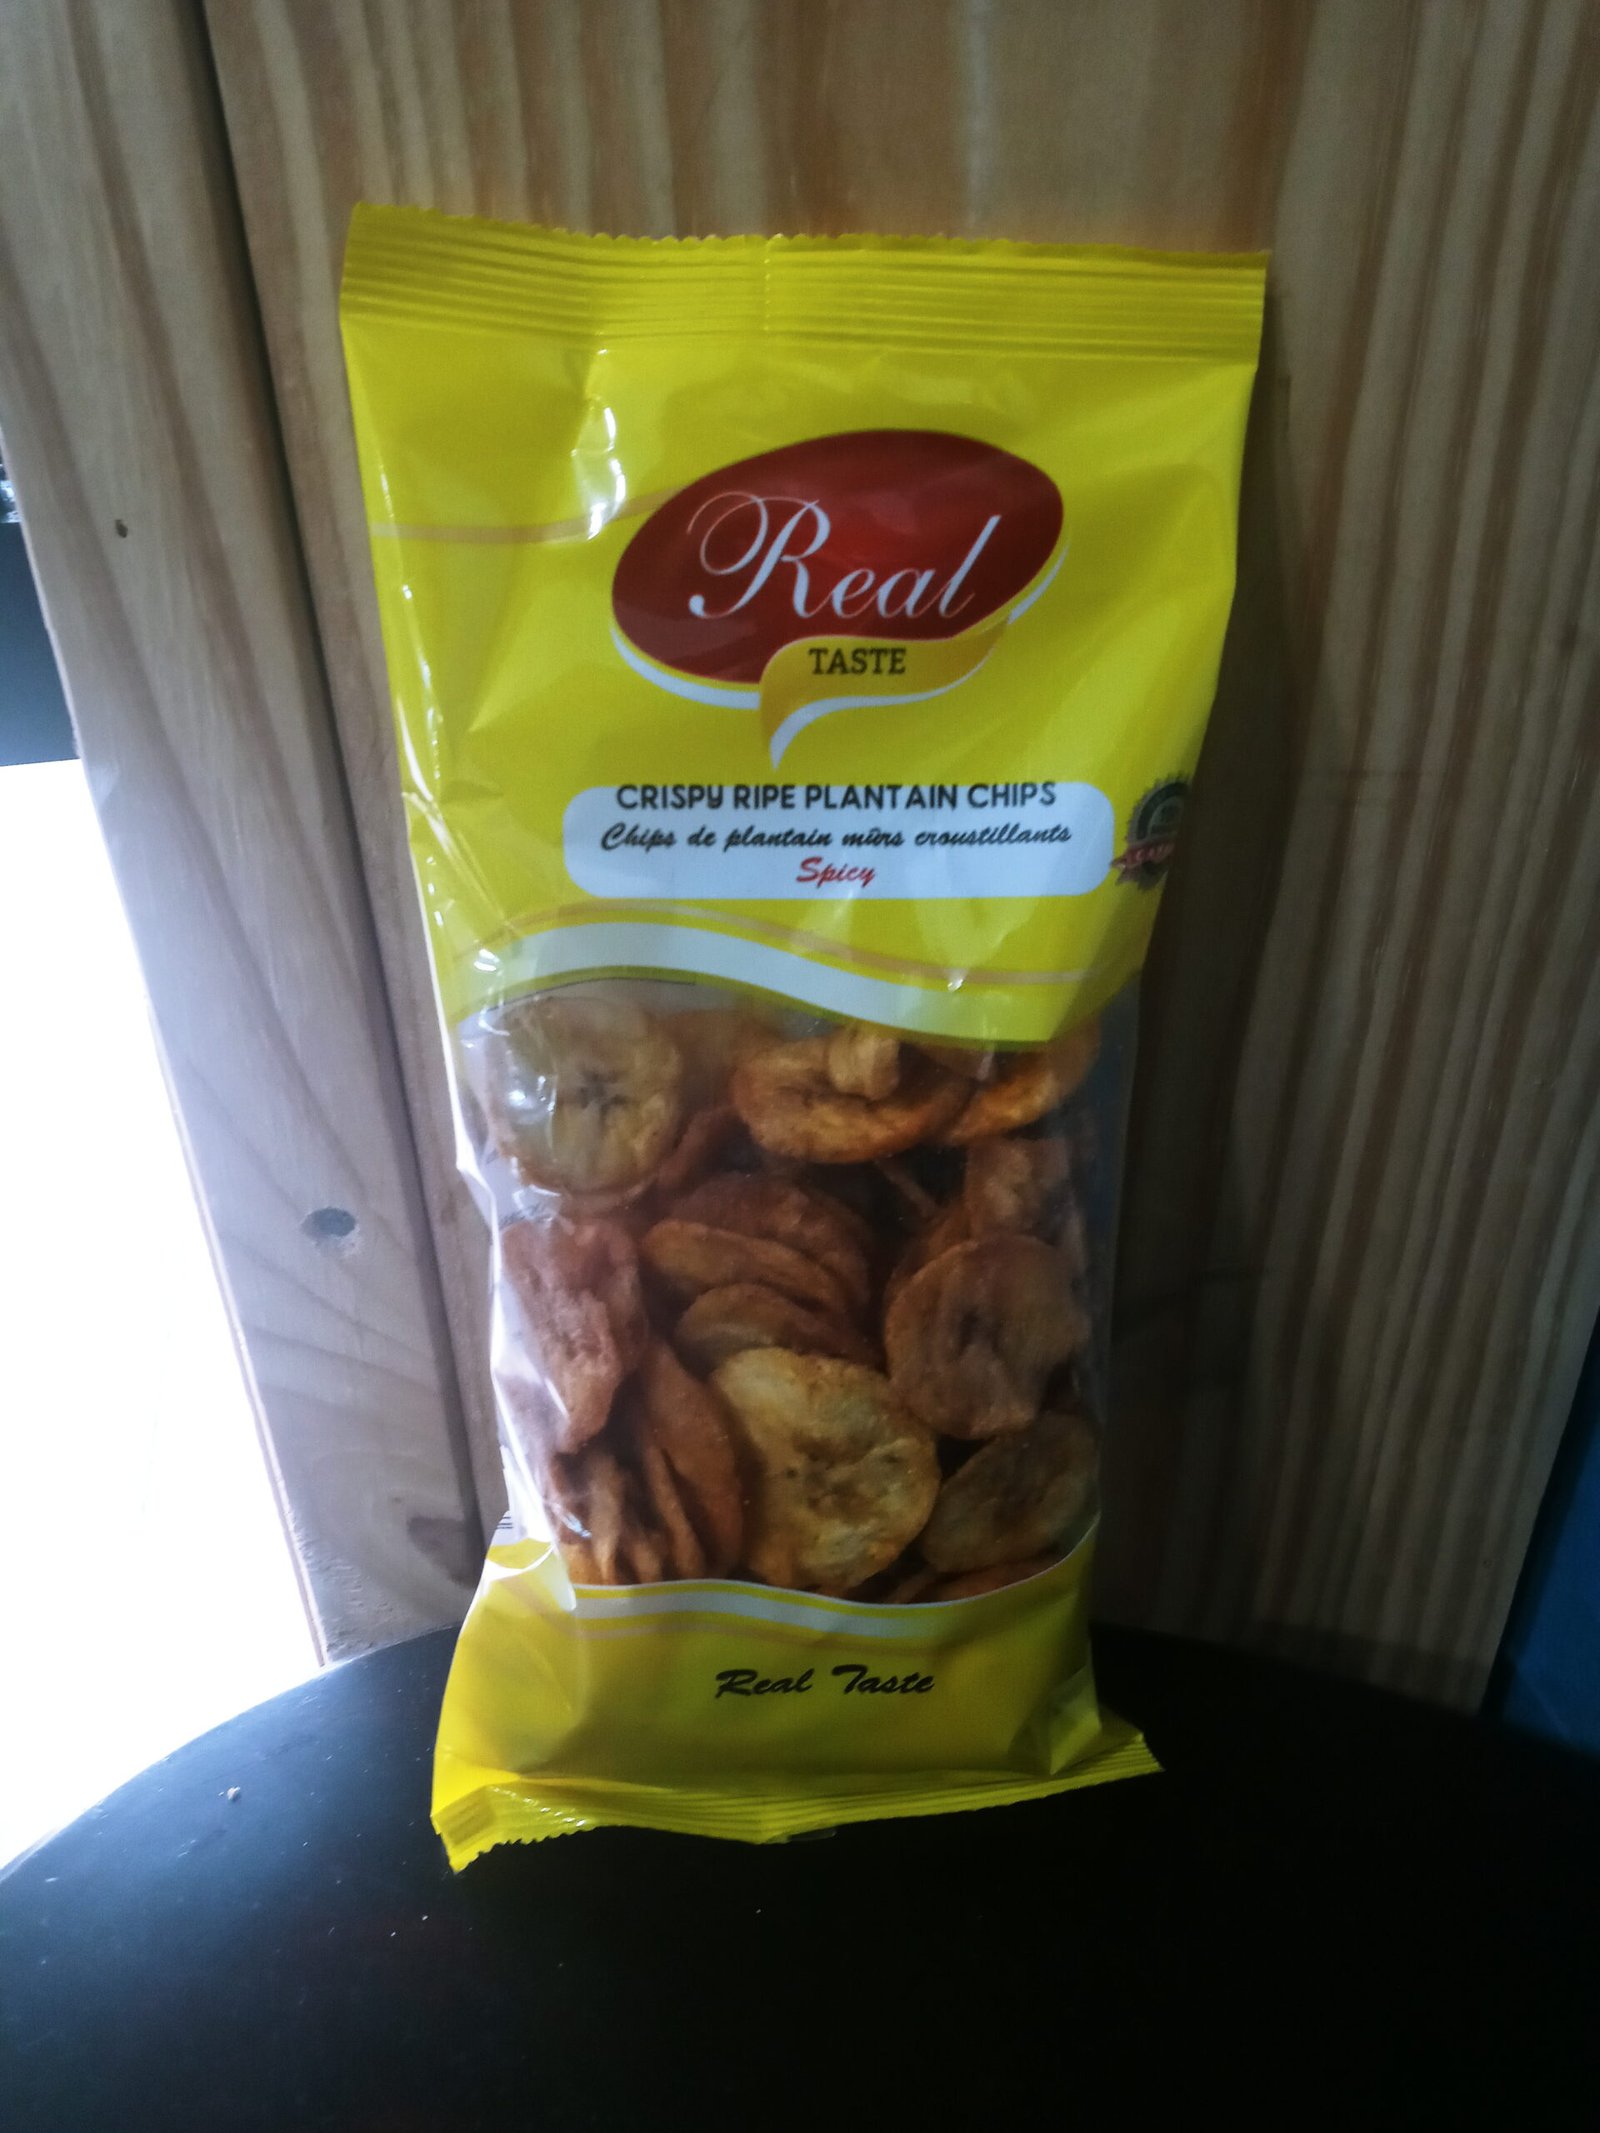 Real
TASTE
CRISPY RIPE PLANTAIN CHIPS
Chips de plantain mûrs croustillants
Spicy
Real Taste